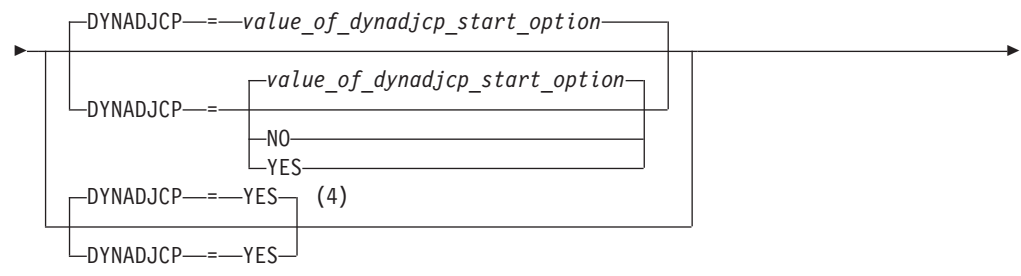 DYNADJCP = value_of_dynadjcp_start_option
value_of_dynadjcp_start_option
DYNADJCP =
NO
YES
DYNADJCP = YES (4)
DYNADJCP = YES